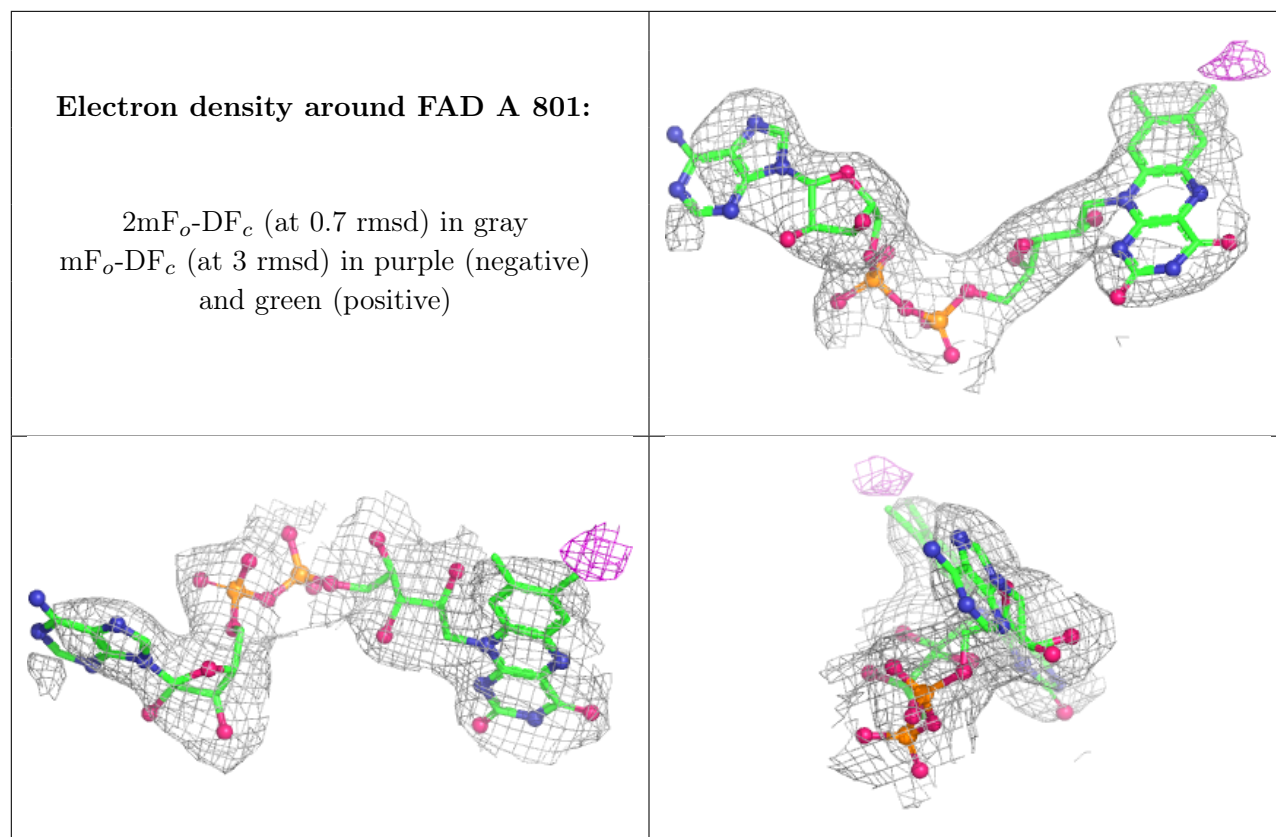 Electron density around FAD A 801:
2mFo-DFc (at 0.7 rmsd) in gray
mFo-DFc (at 3 rmsd) in purple (negative)
and green (positive)